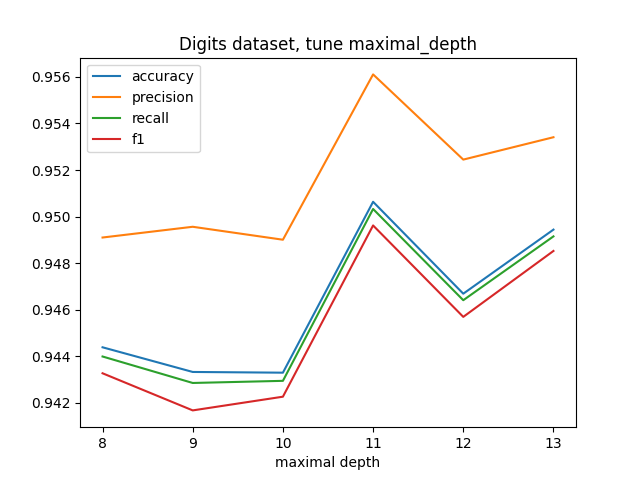 Digits dataset, tune maximal_depth
accuracy
precision
recall
f1
0.956
0.954
0.952
0.950
0.948
0.946
0.944
0.942
8 9 10 11 12 13
maximal depth